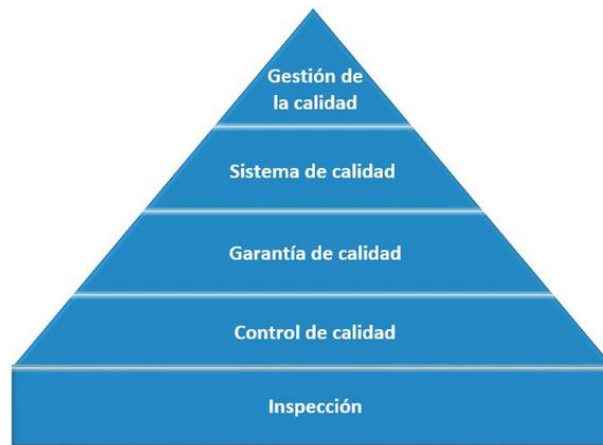 Gestión de
la calidad
Sistema de calidad
Garantía de calidad
Control de calidad
Inspección